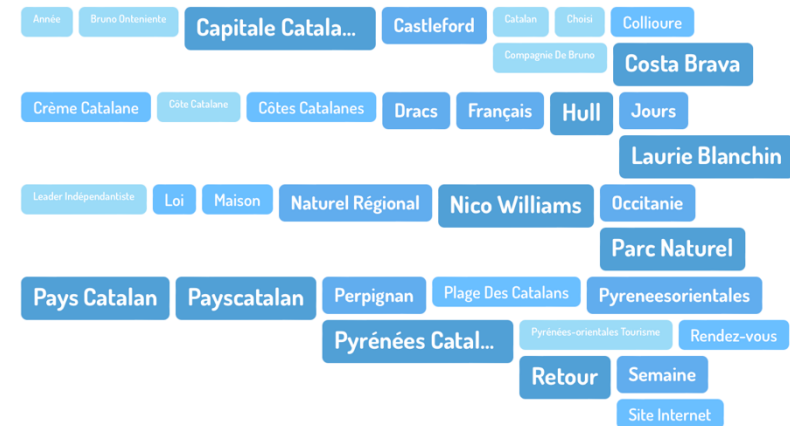 Année Bruno Onteniente Capitale Catala... Castleford Catalan Choisi Collioure
Compagnie De Bruno Costa Brava
Crème Catalane Côte Catalane Côtes Catalanes Dracs Français Hull Jours
Laurie Blanchin
Leader Indépendantiste Loi Maison Naturel Régional Nico Williams Occitanie
Parc Naturel
Pays Catalan Payscatalan Perpignan Plage Des Catalans Pyreneesorientales
Pyrénées Catal... Pyrénées-orientales Tourisme Rendez-vous
Retour Semaine
Site Internet